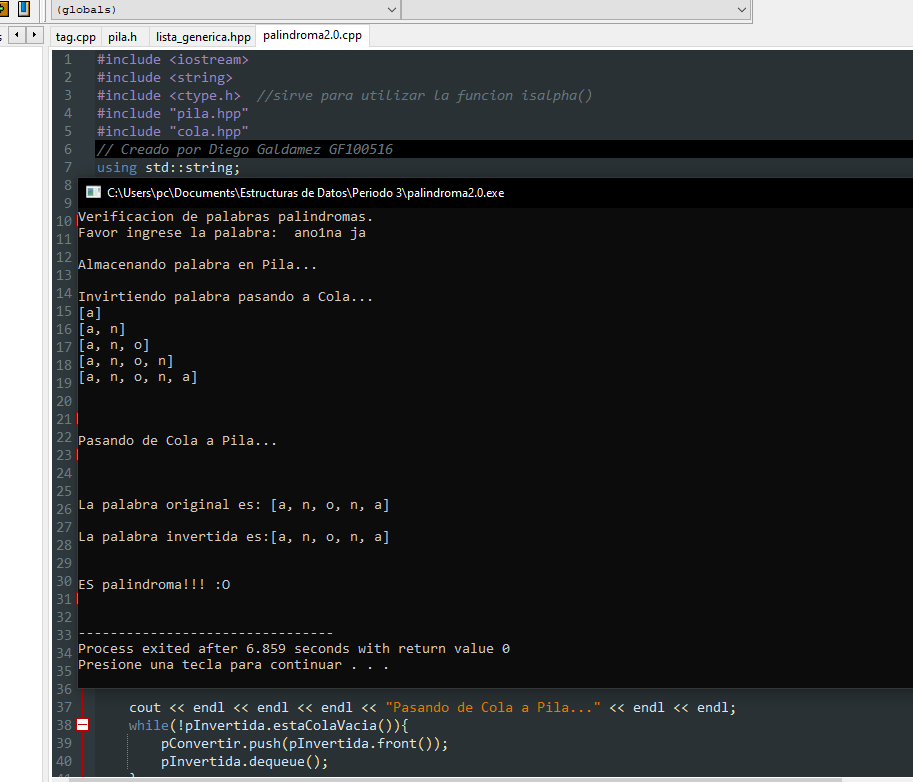 (globals)
s
tag.cpp pila.h lista_generica.hpp palindroma2.0.cpp
1 #include <iostream>
2 #include <string>
3 #include <ctype.h>  //sirve para utilizar la funcion isalpha()
4 #include "pila.hpp"
5 #include "cola.hpp"
6 // Creado por Diego Galdamez GF100516
7 using std::string;
8
C:\Users\pc\Documents\Estructuras de Datos\Periodo 3\palindroma2.0.exe
9
10 Verificacion de palabras palindromas.
11 Favor ingrese la palabra:  ano1na ja
12
13 Almacenando palabra en Pila...
14 Invirtiendo palabra pasando a Cola...
15 [a]
16 [a, n]
17 [a, n, o]
18 [a, n, o, n]
19 [a, n, o, n, a]
20
21
22 Pasando de Cola a Pila...
23
24
25
26 La palabra original es: [a, n, o, n, a]
27
28 La palabra invertida es:[a, n, o, n, a]
29
30 ES palindroma!!! :O
31
32
33 --------------------------------
34 Process exited after 6.859 seconds with return value 0
35 Presione una tecla para continuar . . .
36
37 cout << endl << endl << endl << "Pasando de Cola a Pila..." << endl << endl;
38 while(!pInvertida.estaColaVacia()){
39 pConvertir.push(pInvertida.front());
40 pInvertida.dequeue();